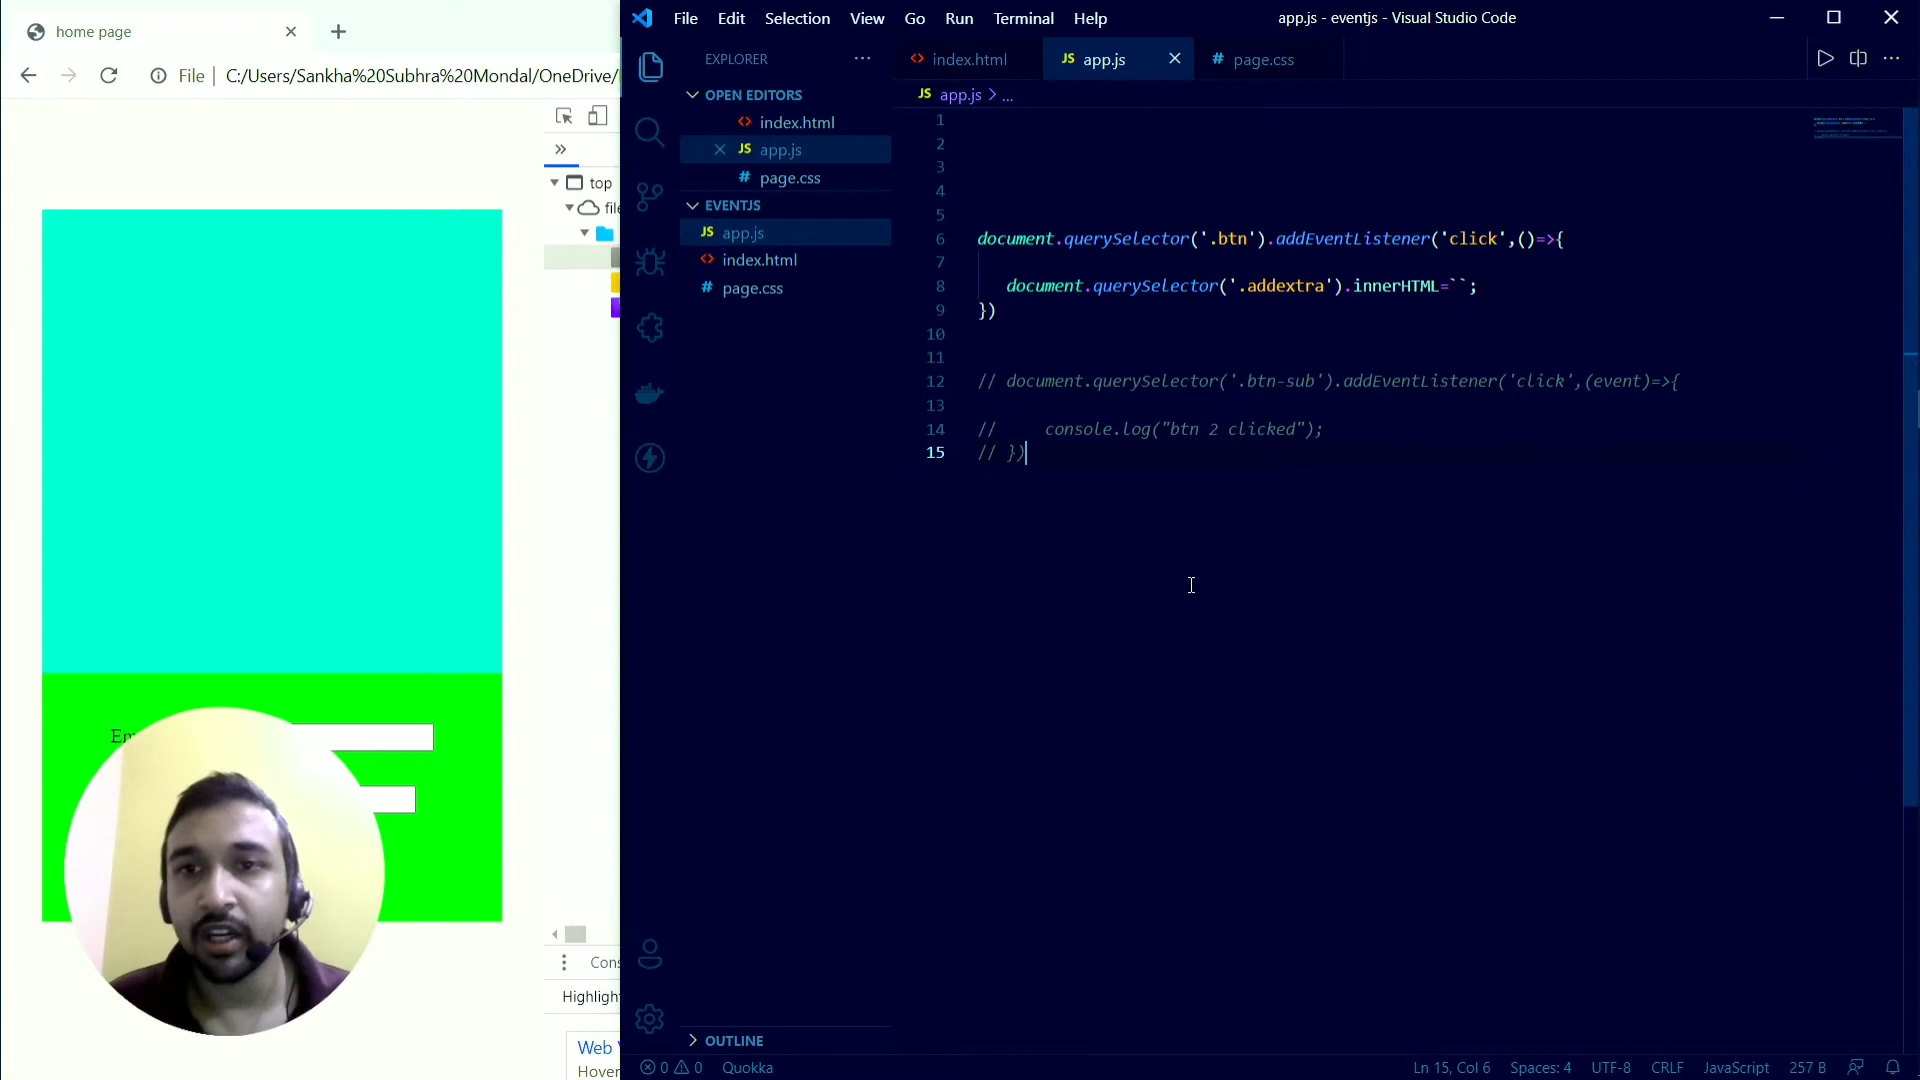 home page
File
C:/Users/Sankha%20Subhra%20Mondal/OneDrive/
top
Cons
Highligh
Web
Hover
File Edit Selection View Go Run Terminal Help
app.js - eventjs - Visual Studio Code
EXPLORER
OPEN EDITORS
index.html
JS app.js
# page.css
EVENTJS
JS app.js
index.html
# page.css
OUTLINE
index.html
JS app.js
# page.css
JS app.js > ...
1
2
3
4
5
6 document.querySelector('.btn').addEventListener('click',()=>{
7
8 document.querySelector('.addextra').innerHTML=``;
9 })
10
11
12 // document.querySelector('.btn-sub').addEventListener('click',(event)=>{
13
14 // console.log("btn 2 clicked");
15 // })
0 0 Quokka
Ln 15, Col 6 Spaces: 4 UTF-8 CRLF JavaScript 257 B